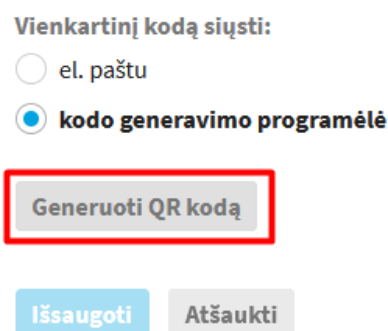 Vienkartinį kodą siųsti:
el. paštu
kodo generavimo programėlė
Generuoti QR kodą
Išsaugoti Atšaukti